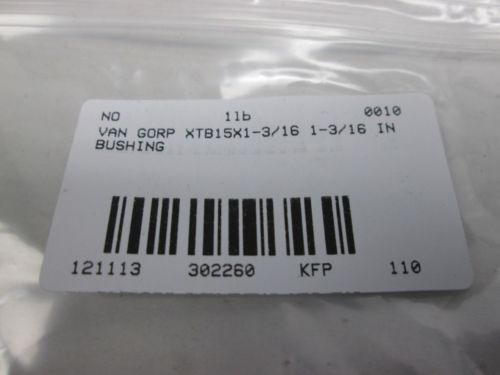 NO 1lb 0010
VAN GORP XTB15X1-3/16 1-3/16 IN
BUSHING
121113 302260 KFP 110